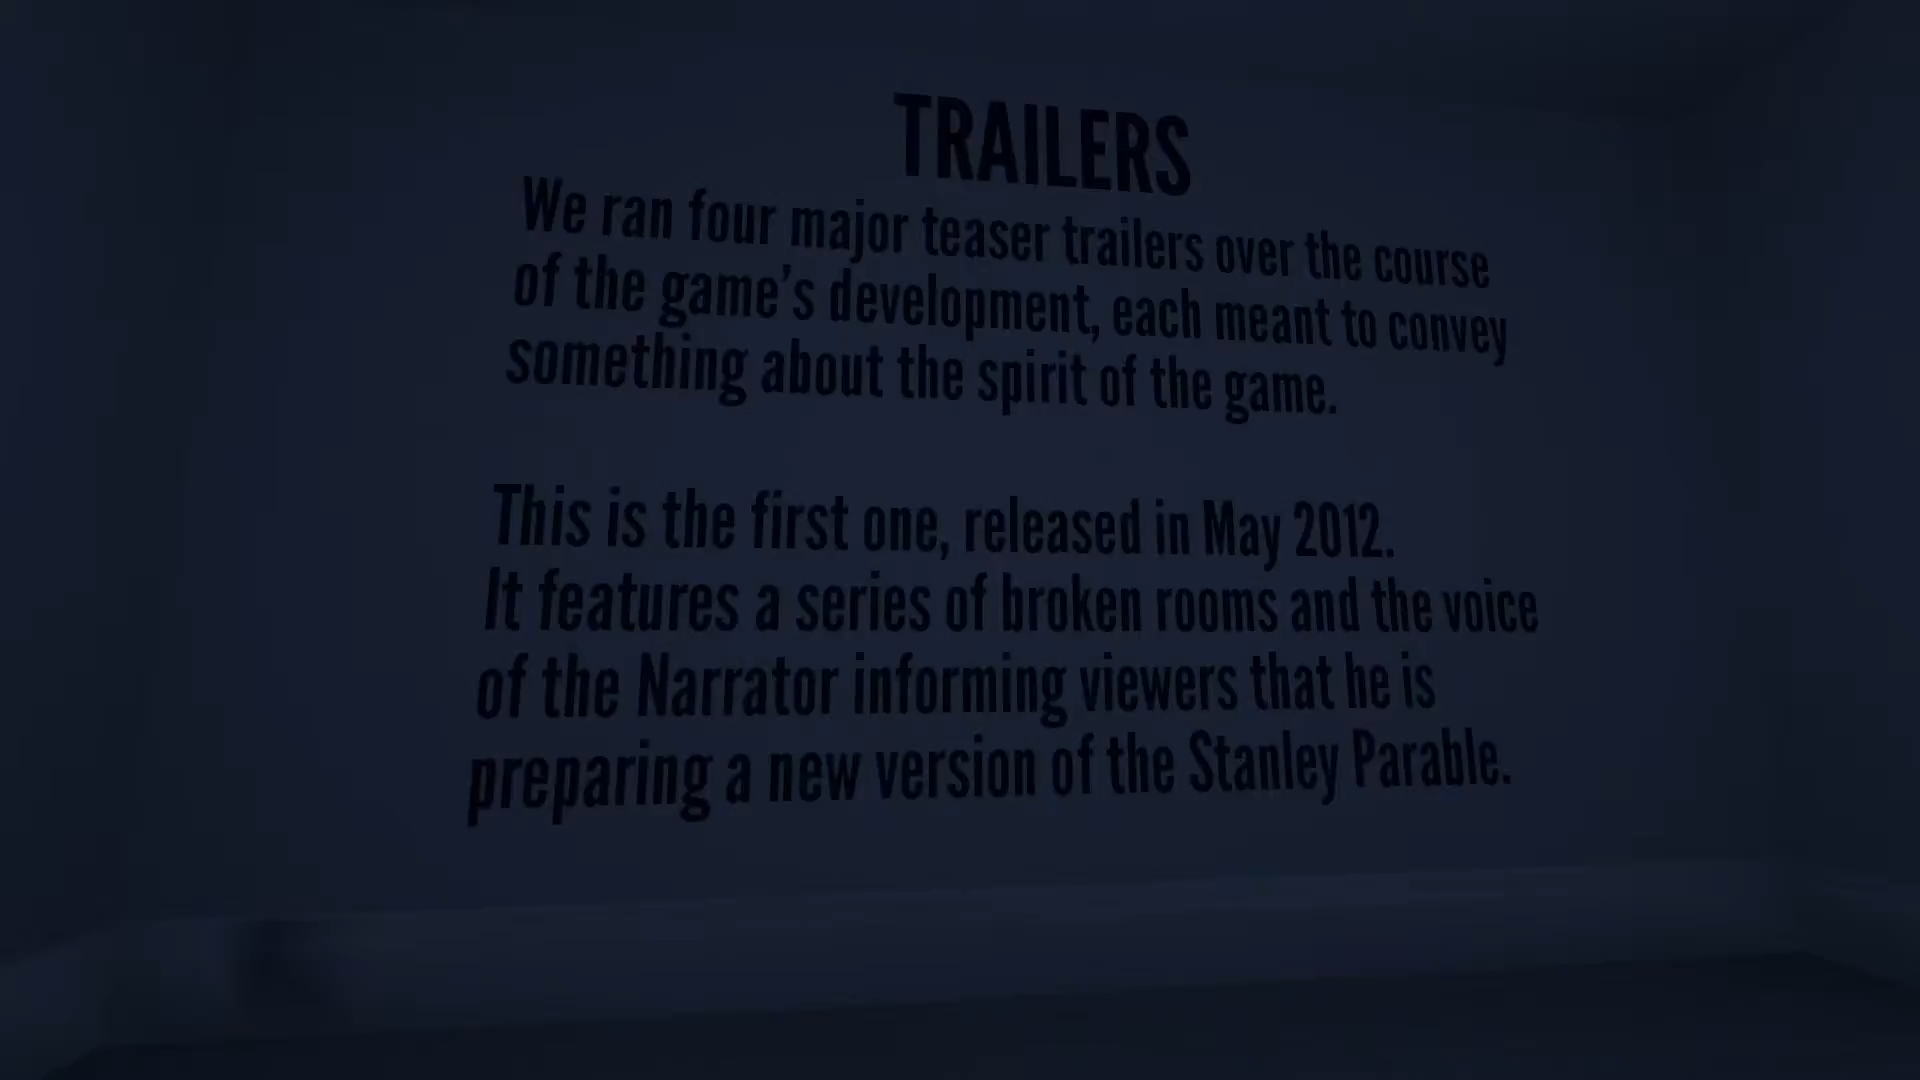 TRAILERS
We ran four major teaser trailers over the course
of the game's development, each meant to convey
something about the spirit of the game.
This is the first one, released in May 2012.
It features a series of broken rooms and the voice
of the Narrator informing viewers that he is
preparing a new version of the Stanley Parable.